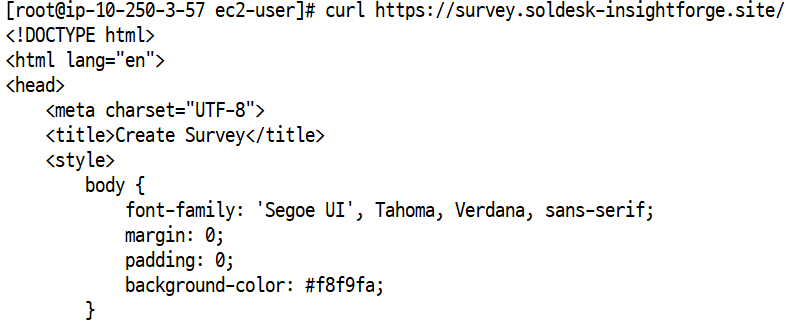 [root@ip-10-250-3-57 ec2-user]# curl https://survey.soldesk-insightforge.site/
<!DOCTYPE html>
<html lang="en">
<head>
    <meta charset="UTF-8">
    <title>Create Survey</title>
    <style>
        body {
            font-family: 'Segoe UI', Tahoma, Verdana, sans-serif;
            margin: 0;
            padding: 0;
            background-color: #f8f9fa;
        }